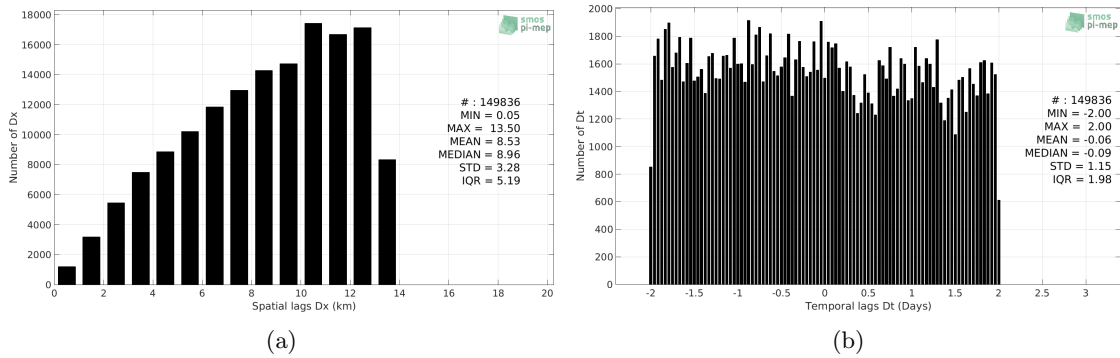 18000
16000
14000
12000
10000
8000
6000
4000
2000
0
Number of Dx
smos
pi-mep
# : 149836
MIN = 0.05
MAX = 13.50
MEAN = 8.53
MEDIAN = 8.96
STD = 3.28
IQR = 5.19
0 2 4 6 8 10 12 14 16 18 20
Spatial lags Dx (km)
(a)
2000
1800
1600
1400
1200
1000
800
600
400
200
0
Number of Dt
smos
pi-mep
# : 149836
MIN = -2.00
MAX = 2.00
MEAN = -0.06
MEDIAN = -0.09
STD = 1.15
IQR = 1.98
-2 -1.5 -1 -0.5 0 0.5 1 1.5 2 2.5 3
Temporal lags Dt (Days)
(b)